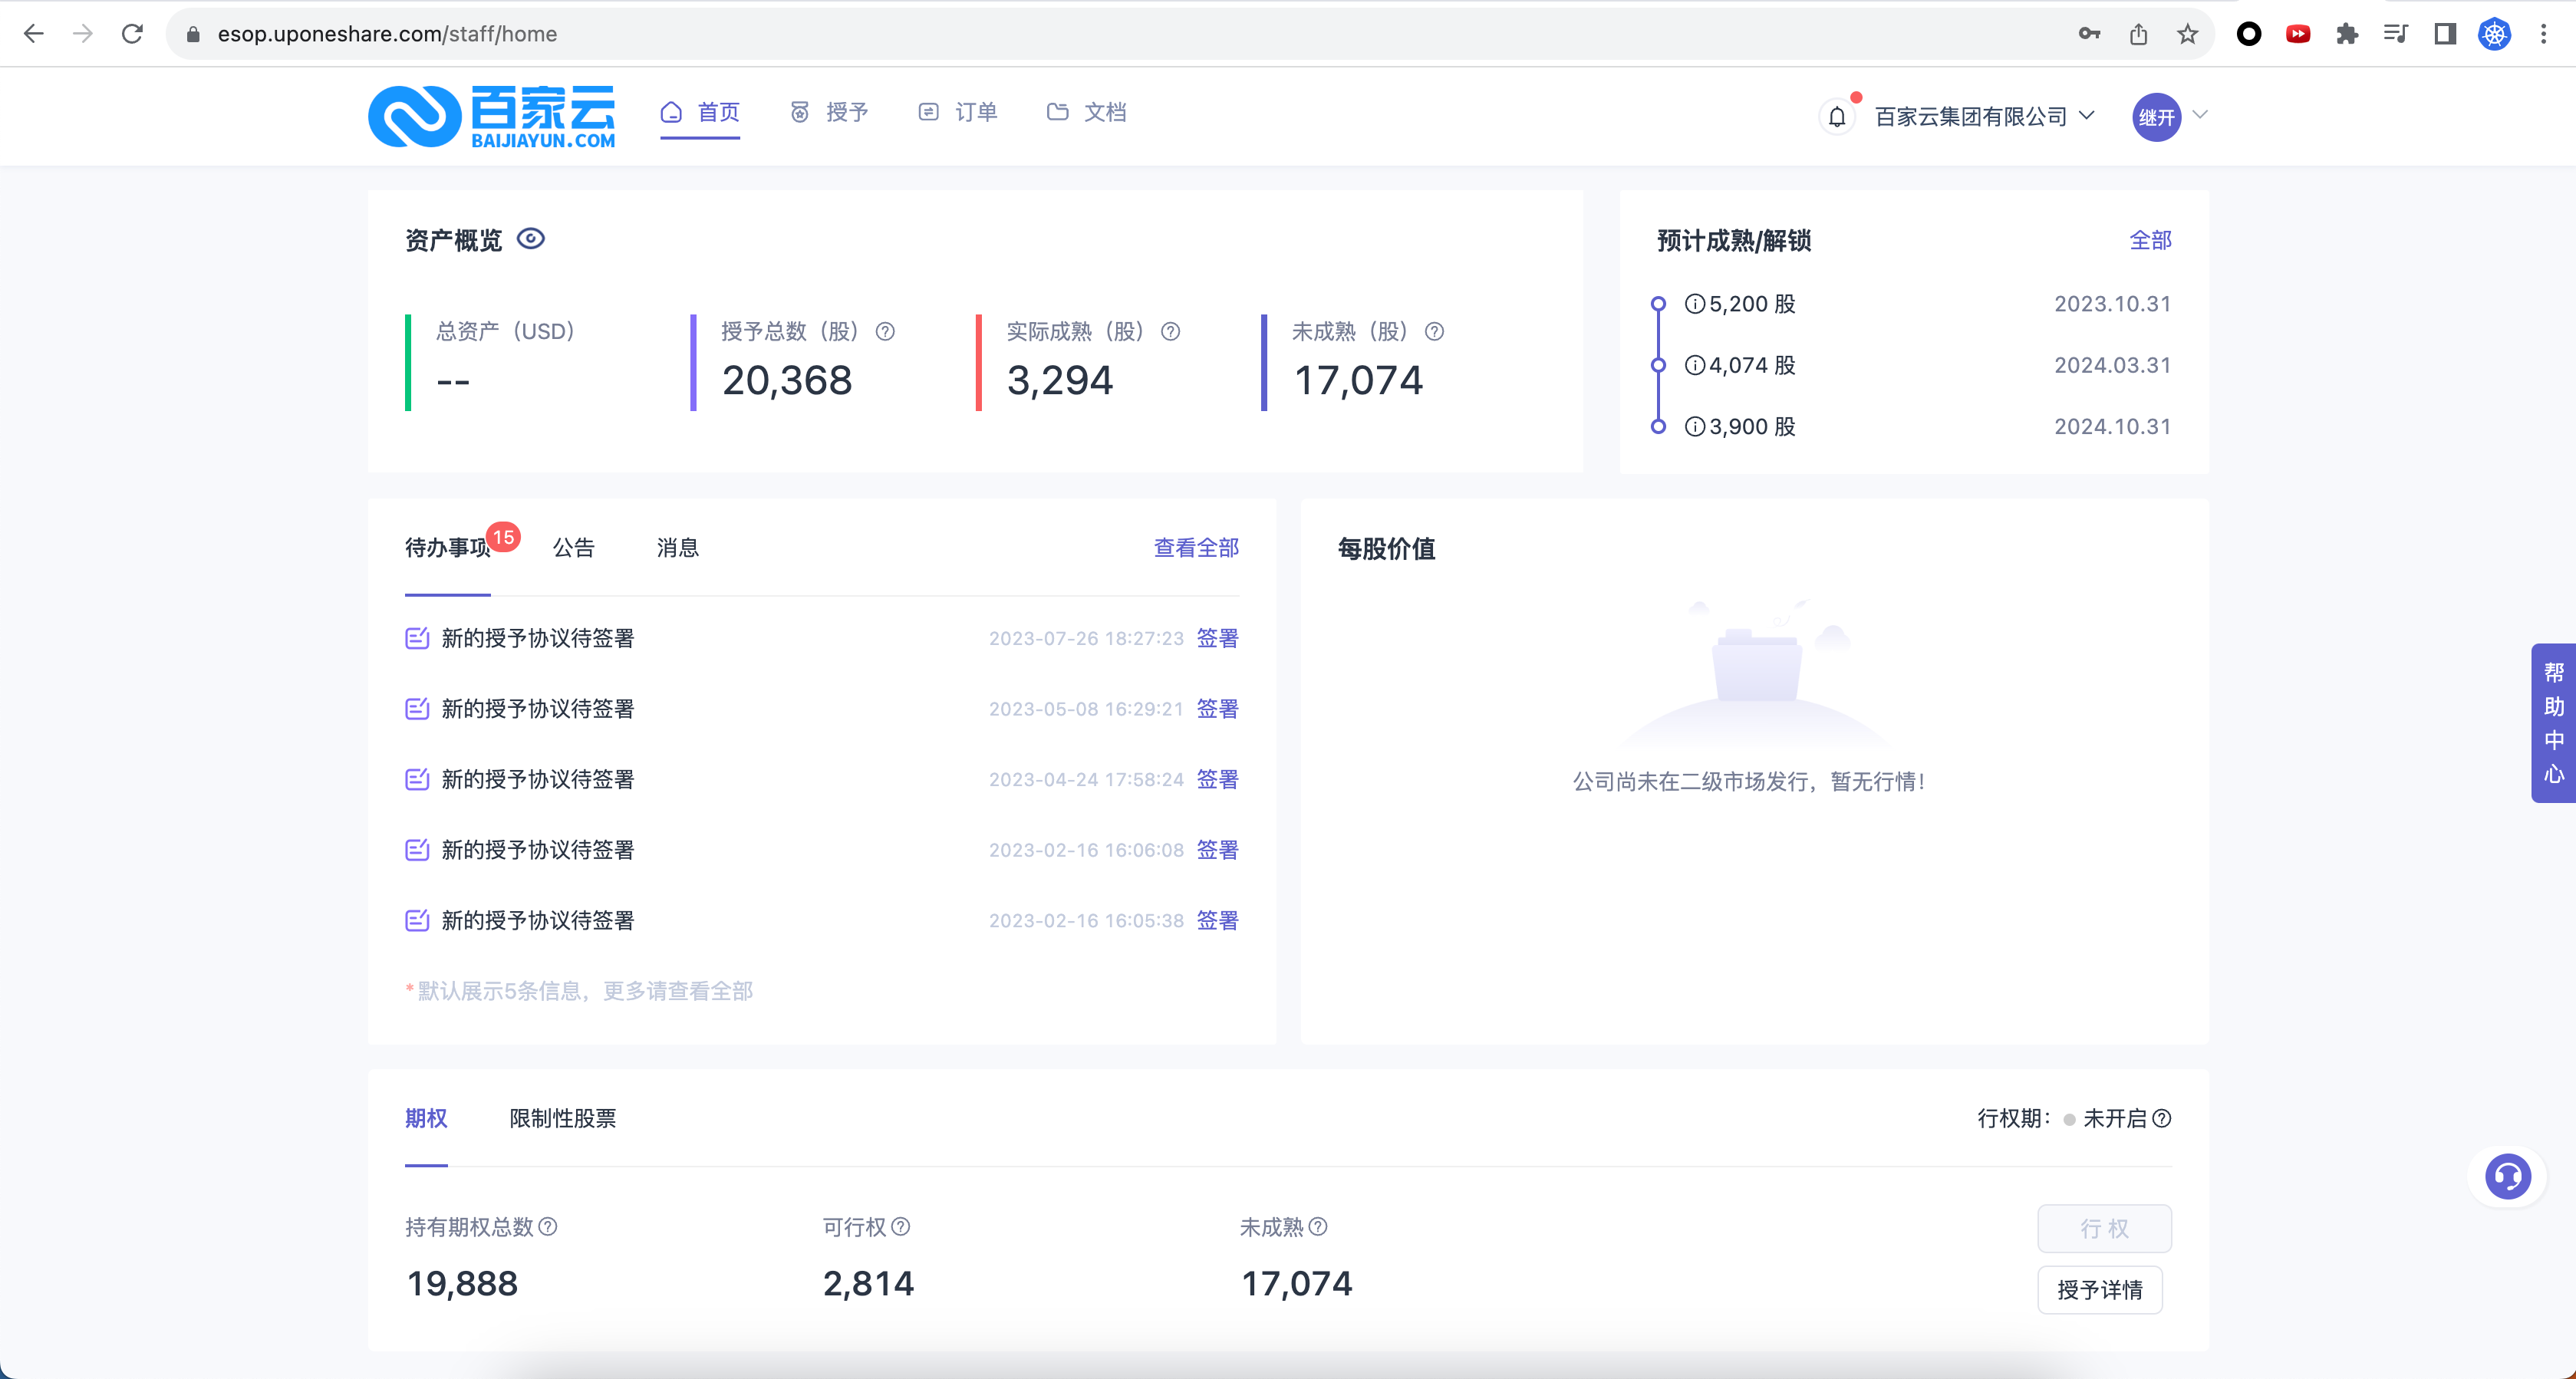 esop.uponeshare.com/staff/home
百家云
BAIJIAYUN.COM
首页
授予
订单
文档
百家云集团有限公司
继开
资产概览
总资产（USD）
--
授予总数（股）
20,368
实际成熟（股）
3,294
未成熟（股）
17,074
预计成熟/解锁
全部
5,200 股
2023.10.31
4,074 股
2024.03.31
3,900 股
2024.10.31
待办事项
15
公告
消息
查看全部
新的授予协议待签署
2023-07-26 18:27:23
签署
新的授予协议待签署
2023-05-08 16:29:21
签署
新的授予协议待签署
2023-04-24 17:58:24
签署
新的授予协议待签署
2023-02-16 16:06:08
签署
新的授予协议待签署
2023-02-16 16:05:38
签署
*默认展示5条信息，更多请查看全部
每股价值
公司尚未在二级市场发行，暂无行情！
帮助中心
期权
限制性股票
行权期：
未开启
持有期权总数
19,888
可行权
2,814
未成熟
17,074
行 权
授予详情